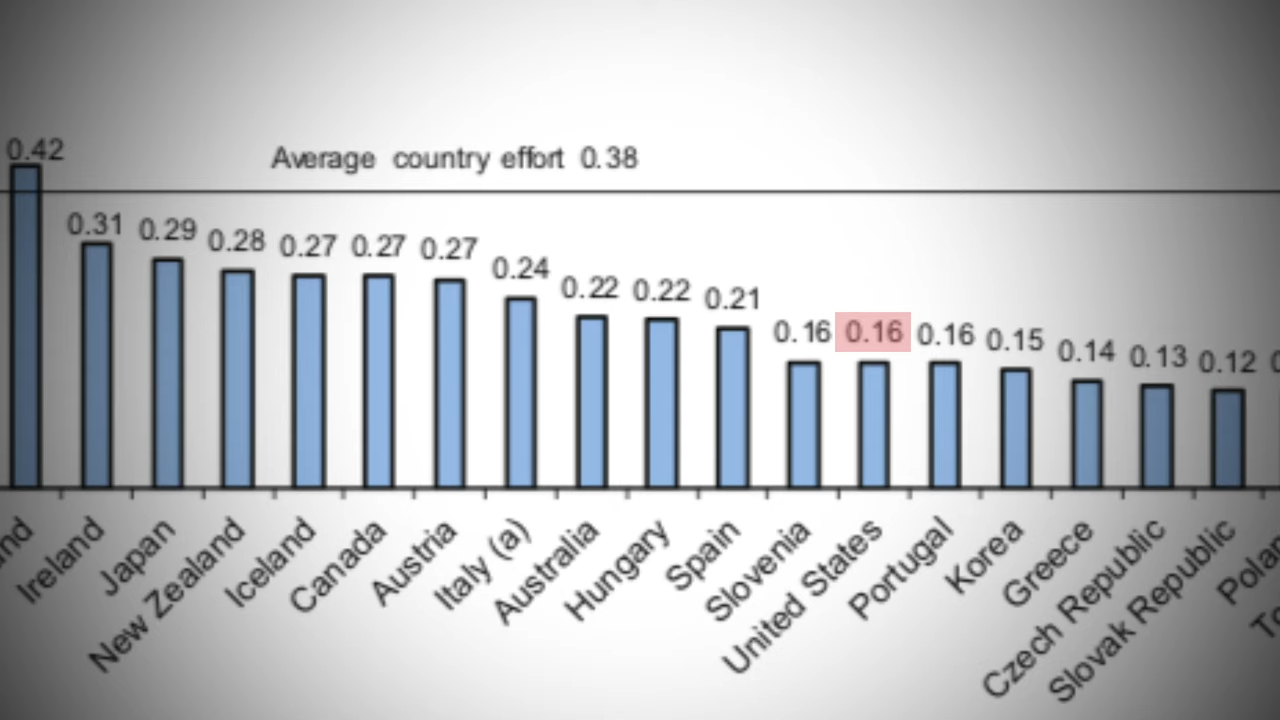 0.42
Average country effort 0.38
0.31 0.29 0.28 0.27 0.27 0.27 0.24 0.22 0.22 0.21 0.16 0.16 0.16 0.15 0.14 0.13 0.12
Ireland
Japan
New Zealand
Iceland
Canada
Austria
Italy (a)
Australia
Hungary
Spain
Slovenia
United States
Portugal
Korea
Greece
Czech Republic
Slovak Republic